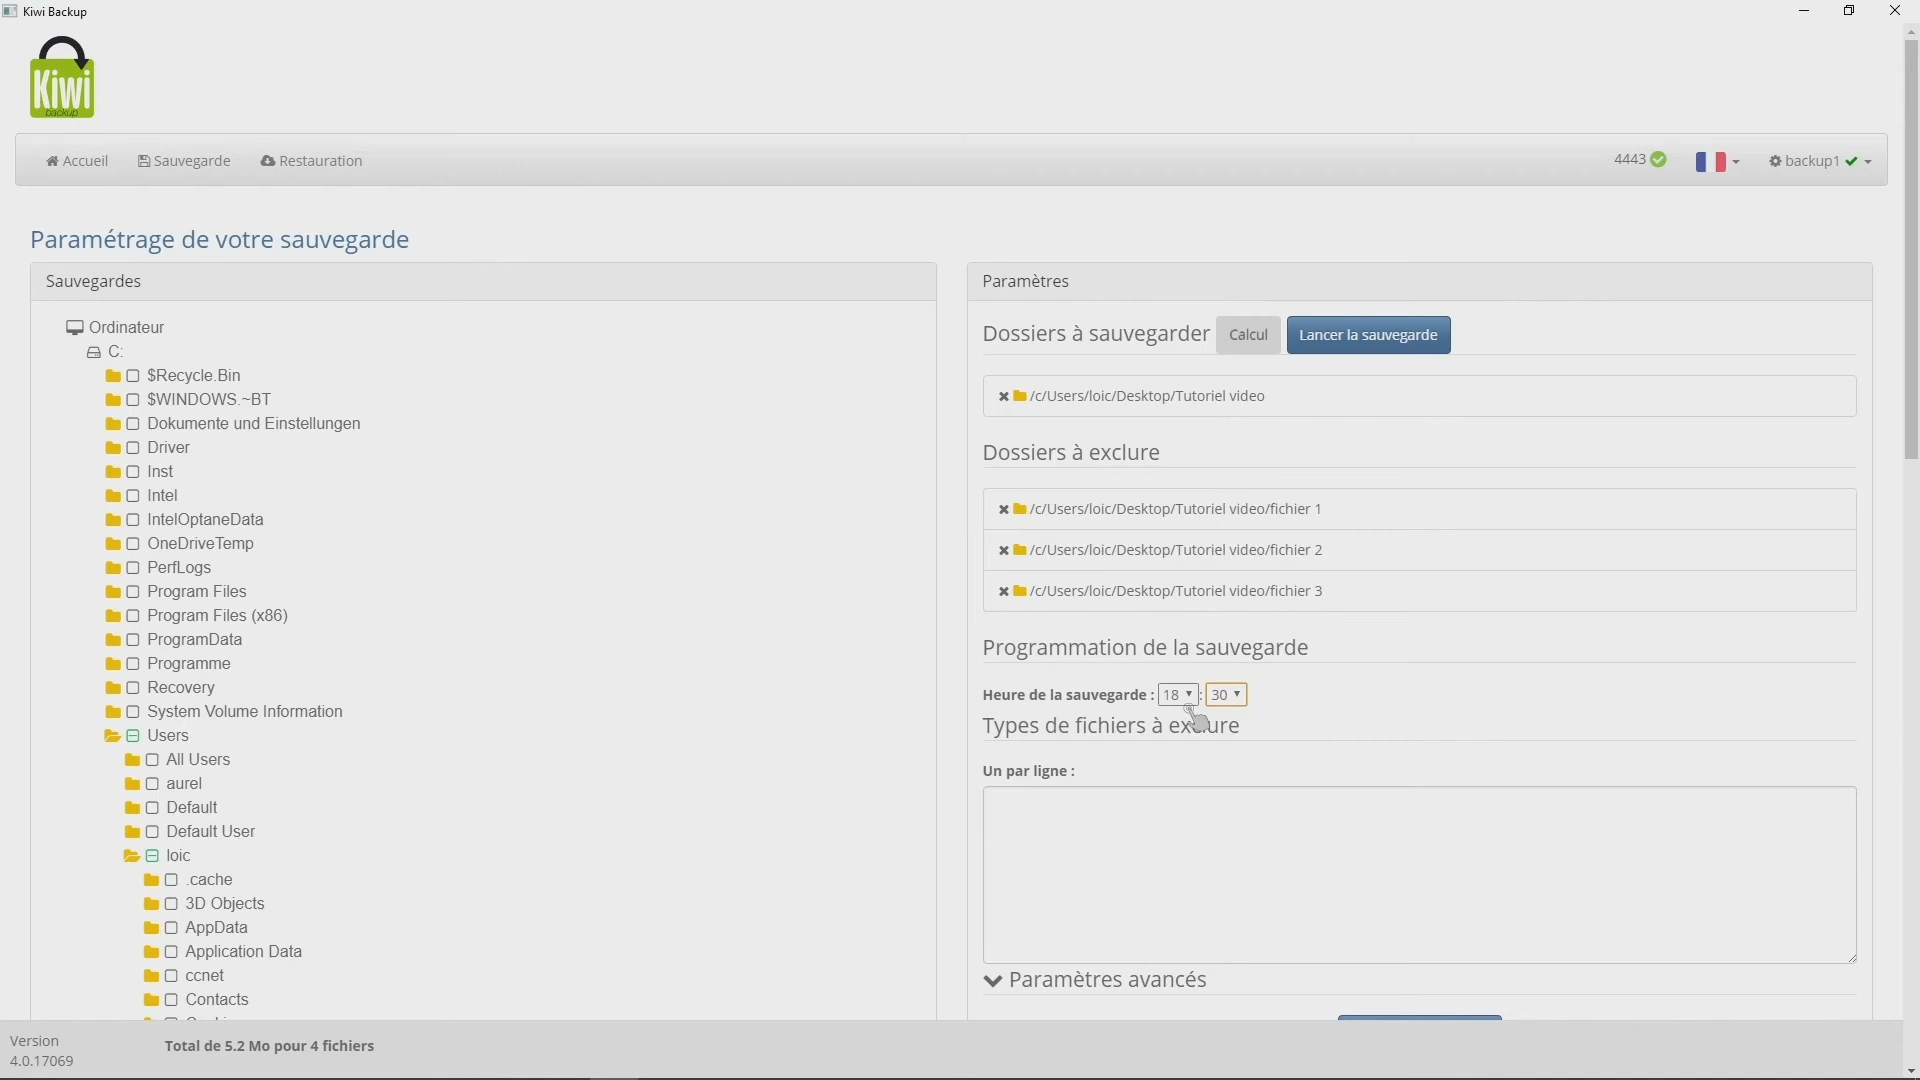 Kiwi Backup
Kiwi
backup
Accueil
Sauvegarde
Restauration
4443
backup1
Paramétrage de votre sauvegarde
Sauvegardes
Ordinateur
C:
$Recycle.Bin
$WINDOWS.~BT
Dokumente und Einstellungen
Driver
Inst
Intel
IntelOptaneData
OneDriveTemp
PerfLogs
Program Files
Program Files (x86)
ProgramData
Programme
Recovery
System Volume Information
Users
All Users
aurel
Default
Default User
loic
.cache
3D Objects
AppData
Application Data
ccnet
Contacts
Paramètres
Dossiers à sauvegarder
Calcul
Lancer la sauvegarde
/c/Users/loic/Desktop/Tutoriel video
Dossiers à exclure
/c/Users/loic/Desktop/Tutoriel video/fichier 1
/c/Users/loic/Desktop/Tutoriel video/fichier 2
/c/Users/loic/Desktop/Tutoriel video/fichier 3
Programmation de la sauvegarde
Heure de la sauvegarde : 18 : 30
Types de fichiers à exclure
Un par ligne :
Paramètres avancés
Version
4.0.17069
Total de 5.2 Mo pour 4 fichiers